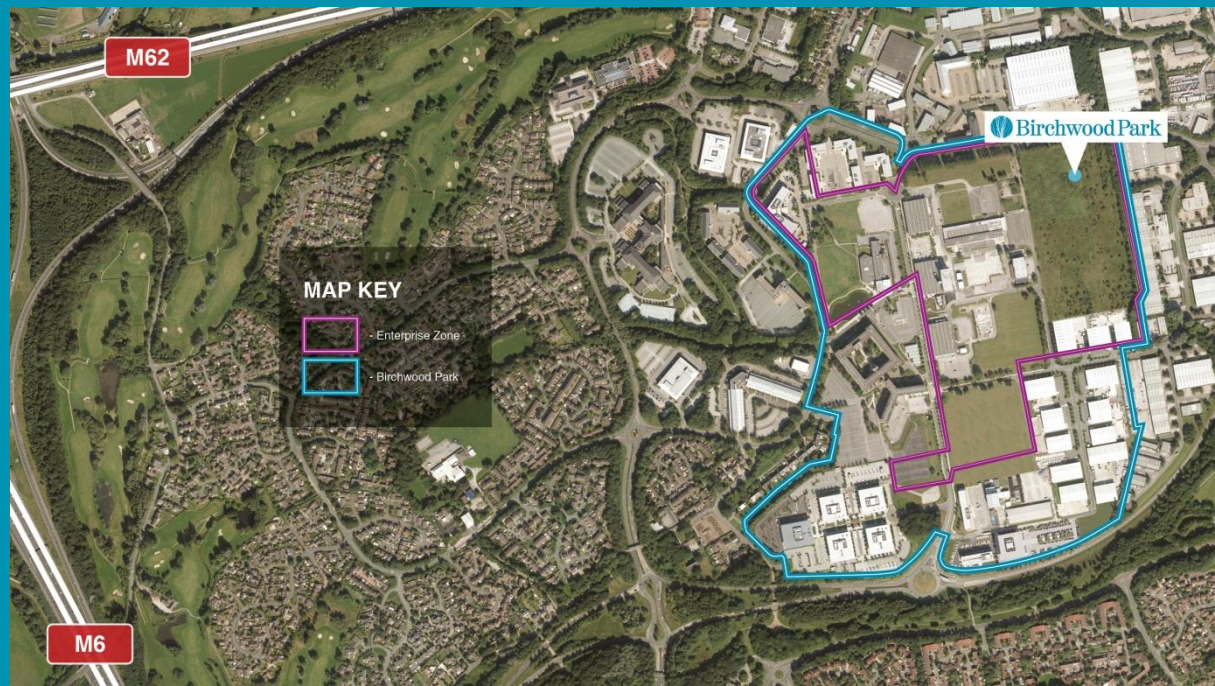 M62
Birchwood Park
MAP KEY
- Enterprise Zone -
- Birchwood Park
M6